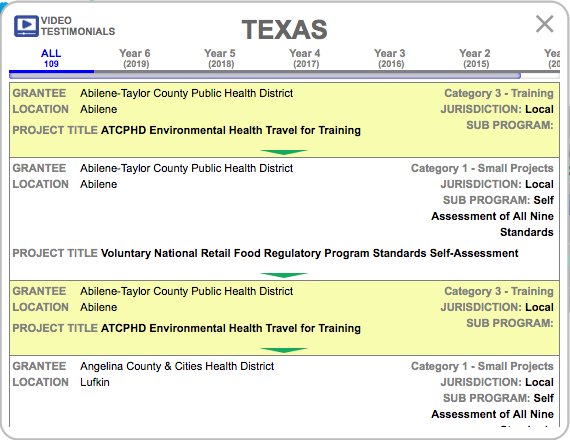 VIDEO
TESTIMONIALS
TEXAS
ALL
109
Year 6
(2019)
Year 5
(2018)
Year 4
(2017)
Year 3
(2016)
Year 2
(2015)
GRANTEE Abilene-Taylor County Public Health District Category 3 - Training
LOCATION Abilene JURISDICTION: Local
SUB PROGRAM:
PROJECT TITLE ATCPHD Environmental Health Travel for Training
GRANTEE Abilene-Taylor County Public Health District Category 1 - Small Projects
LOCATION Abilene JURISDICTION: Local
SUB PROGRAM: Self
Assessment of All Nine
Standards
PROJECT TITLE Voluntary National Retail Food Regulatory Program Standards Self-Assessment
GRANTEE Abilene-Taylor County Public Health District Category 3 - Training
LOCATION Abilene JURISDICTION: Local
SUB PROGRAM:
PROJECT TITLE ATCPHD Environmental Health Travel for Training
GRANTEE Angelina County & Cities Health District Category 1 - Small Projects
LOCATION Lufkin JURISDICTION: Local
SUB PROGRAM: Self
Assessment of All Nine